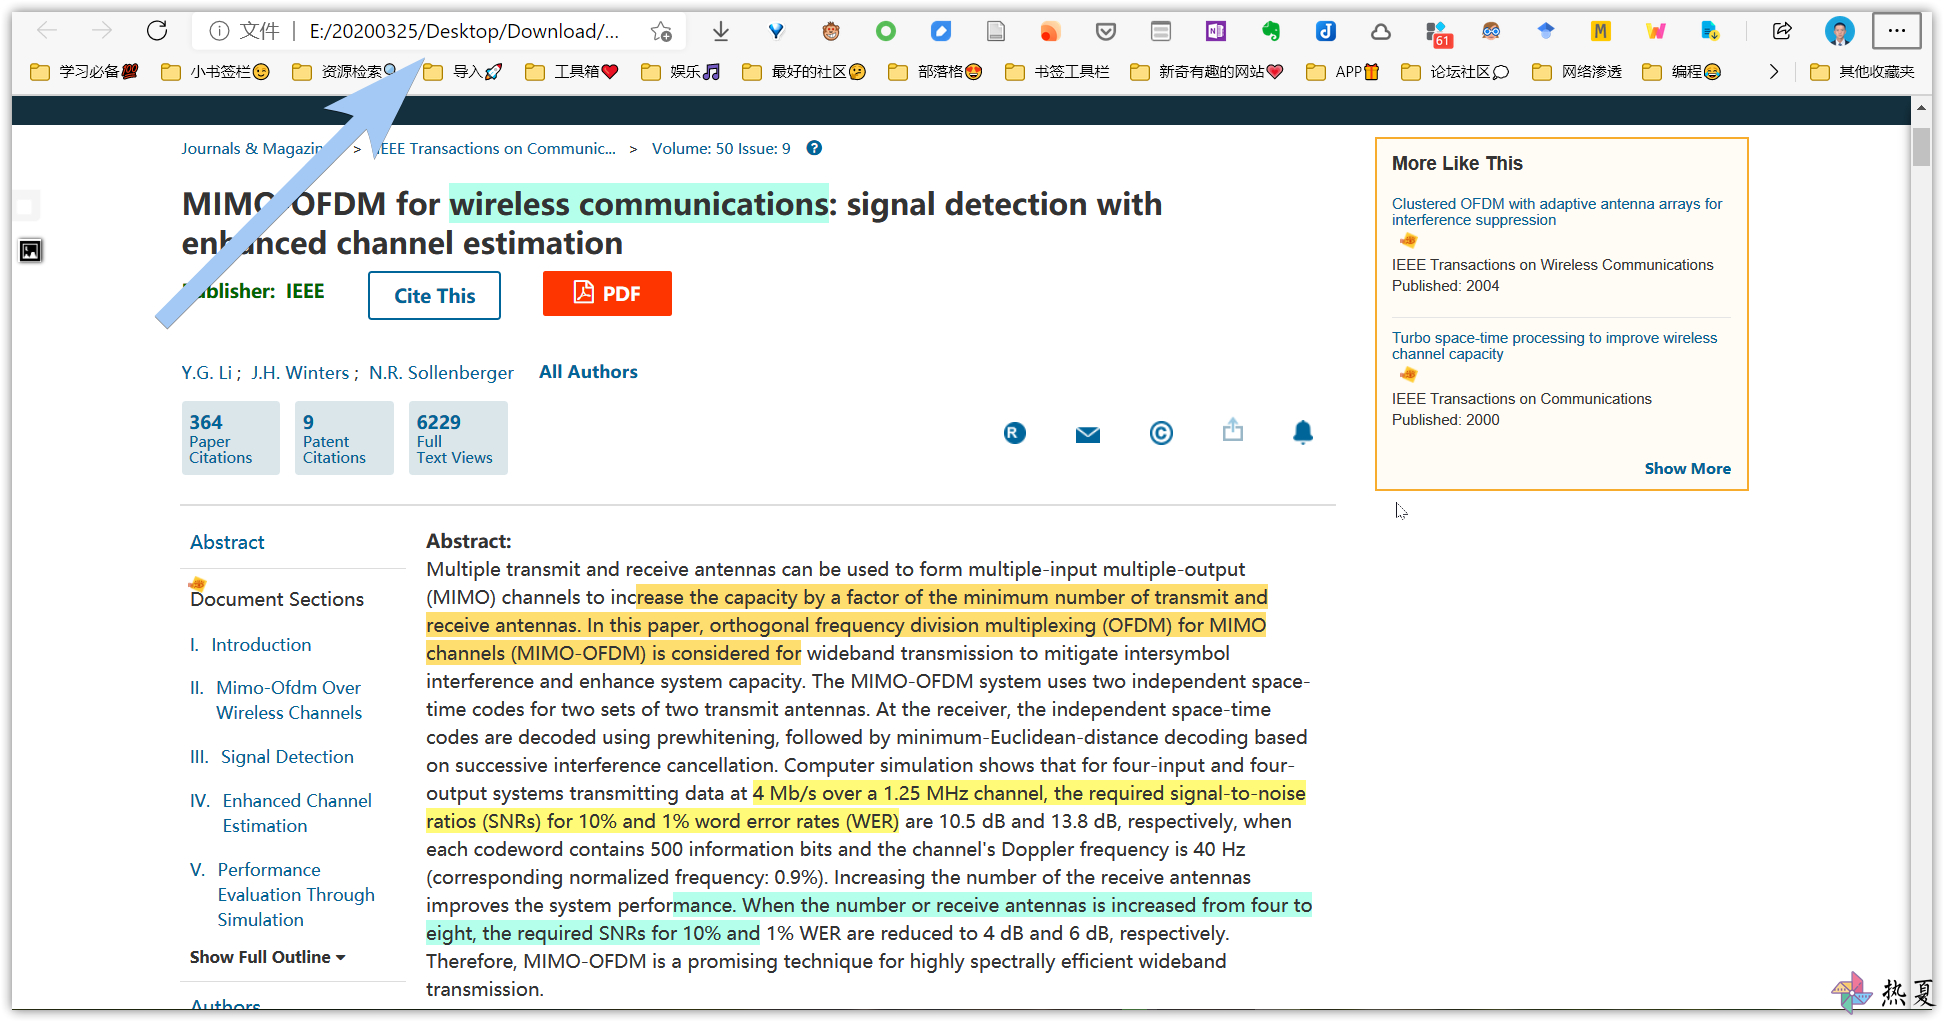 文件 E:/20200325/Desktop/Download/...
61
学习必备 小书签栏 资源检索 导入 工具箱 娱乐 最好的社区 部落格 书签工具栏 新奇有趣的网站 APP 论坛社区 网络渗透 编程 其他收藏夹
Journals & Magazin > IEEE Transactions on Communic... > Volume: 50 Issue: 9
MIMO-OFDM for wireless communications: signal detection with
enhanced channel estimation
Publisher: IEEE
Cite This
PDF
Y.G. Li ; J.H. Winters ; N.R. Sollenberger All Authors
364
Paper
Citations
9
Patent
Citations
6229
Full
Text Views
More Like This
Clustered OFDM with adaptive antenna arrays for
interference suppression
IEEE Transactions on Wireless Communications
Published: 2004
Turbo space-time processing to improve wireless
channel capacity
IEEE Transactions on Communications
Published: 2000
Show More
Abstract
Document Sections
I. Introduction
II. Mimo-Ofdm Over
Wireless Channels
III. Signal Detection
IV. Enhanced Channel
Estimation
V. Performance
Evaluation Through
Simulation
Show Full Outline
Authors
Abstract:
Multiple transmit and receive antennas can be used to form multiple-input multiple-output
(MIMO) channels to increase the capacity by a factor of the minimum number of transmit and
receive antennas. In this paper, orthogonal frequency division multiplexing (OFDM) for MIMO
channels (MIMO-OFDM) is considered for wideband transmission to mitigate intersymbol
interference and enhance system capacity. The MIMO-OFDM system uses two independent space-
time codes for two sets of two transmit antennas. At the receiver, the independent space-time
codes are decoded using prewhitening, followed by minimum-Euclidean-distance decoding based
on successive interference cancellation. Computer simulation shows that for four-input and four-
output systems transmitting data at 4 Mb/s over a 1.25 MHz channel, the required signal-to-noise
ratios (SNRs) for 10% and 1% word error rates (WER) are 10.5 dB and 13.8 dB, respectively, when
each codeword contains 500 information bits and the channel's Doppler frequency is 40 Hz
(corresponding normalized frequency: 0.9%). Increasing the number of the receive antennas
improves the system performance. When the number or receive antennas is increased from four to
eight, the required SNRs for 10% and 1% WER are reduced to 4 dB and 6 dB, respectively.
Therefore, MIMO-OFDM is a promising technique for highly spectrally efficient wideband
transmission.
热夏